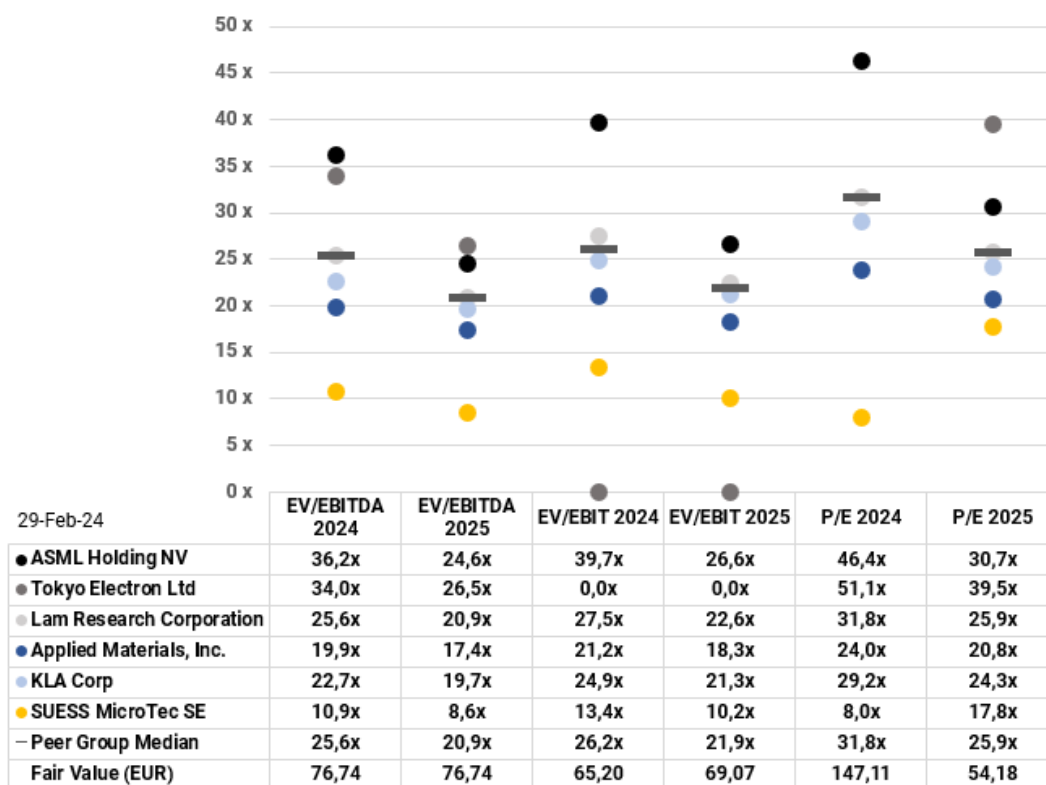 50 x
45 x
40 x
35 x
30 x
25 x
20 x
15 x
10 x
5 x
0 x
29-Feb-24 EV/EBITDA 2024 EV/EBITDA 2025 EV/EBIT 2024 EV/EBIT 2025 P/E 2024 P/E 2025
ASML Holding NV 36,2x 24,6x 39,7x 26,6x 46,4x 30,7x
Tokyo Electron Ltd 34,0x 26,5x 0,0x 0,0x 51,1x 39,5x
Lam Research Corporation 25,6x 20,9x 27,5x 22,6x 31,8x 25,9x
Applied Materials, Inc. 19,9x 17,4x 21,2x 18,3x 24,0x 20,8x
KLA Corp 22,7x 19,7x 24,9x 21,3x 29,2x 24,3x
SUESS MicroTec SE 10,9x 8,6x 13,4x 10,2x 8,0x 17,8x
Peer Group Median 25,6x 20,9x 26,2x 21,9x 31,8x 25,9x
Fair Value (EUR) 76,74 76,74 65,20 69,07 147,11 54,18